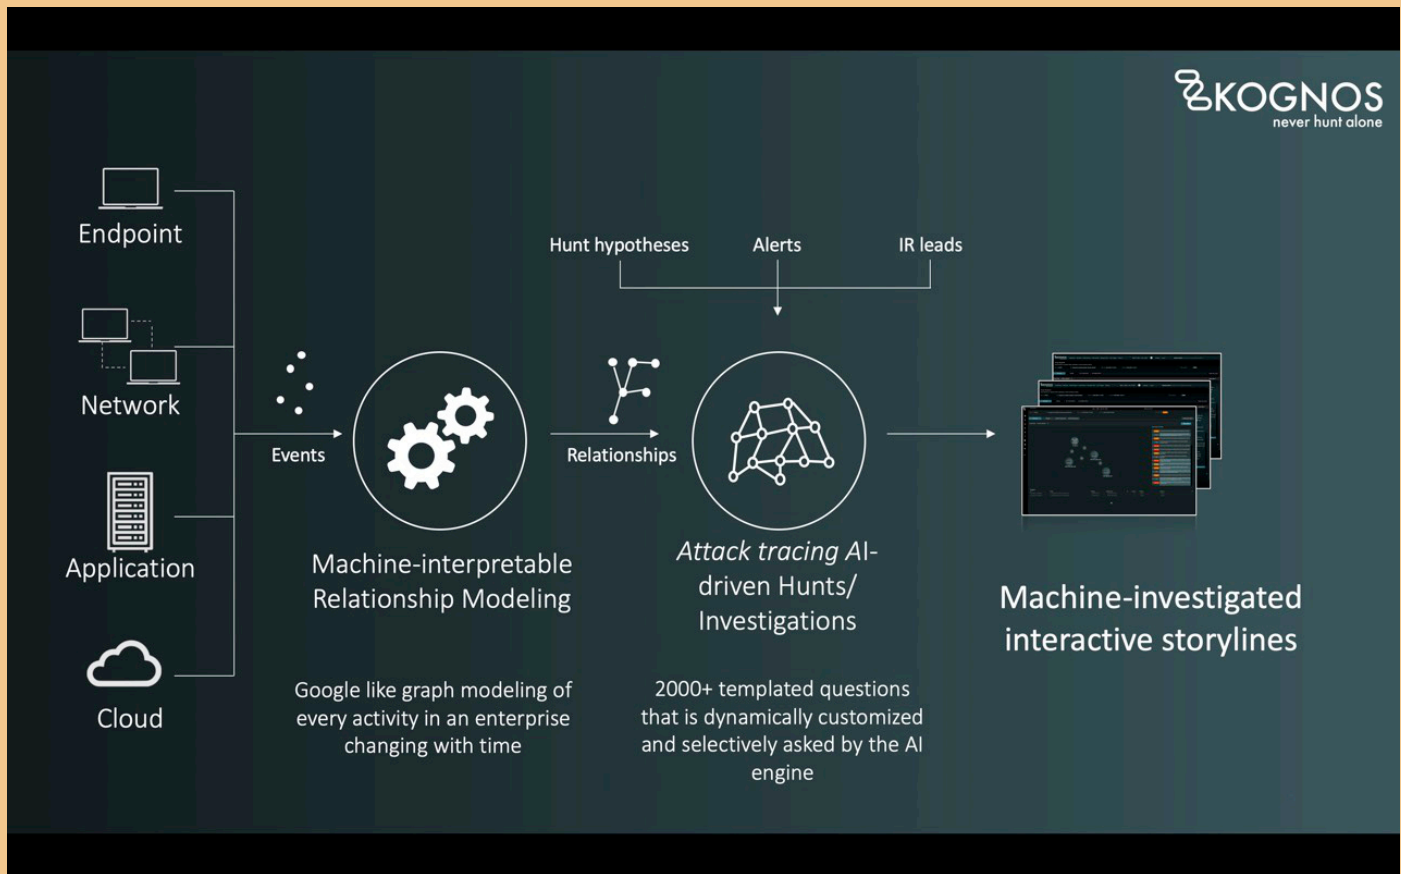 KOGNOS
never hunt alone
Endpoint
Network
Application
Cloud
Events
Machine-interpretable
Relationship Modeling
Google like graph modeling of
every activity in an enterprise
changing with time
Hunt hypotheses
Alerts
IR leads
Relationships
Attack tracing AI-
driven Hunts/
Investigations
2000+ templated questions
that is dynamically customized
and selectively asked by the AI
engine
Machine-investigated
interactive storylines